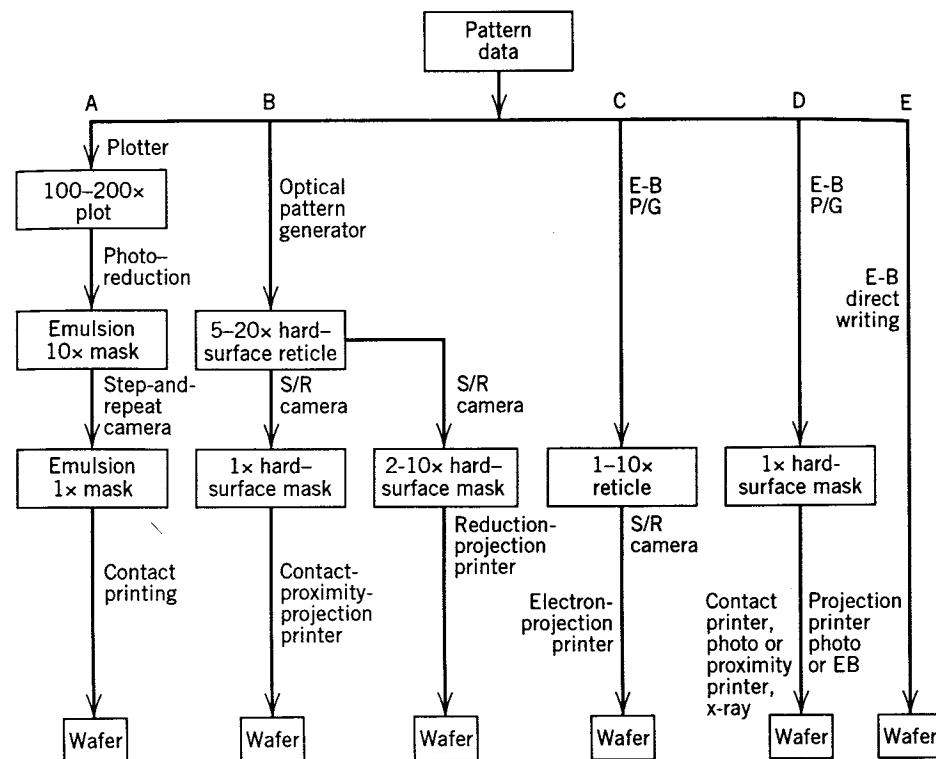 Pattern
data
A
B
C
D
E
Plotter
100–200×
plot
Optical
pattern
generator
E-B
P/G
E-B
P/G
Photo–
reduction
E-B
direct
writing
Emulsion
10× mask
5–20× hard–
surface reticle
Step-and-
repeat
camera
S/R
camera
S/R
camera
Emulsion
1× mask
1× hard–
surface mask
2-10× hard–
surface mask
1–10×
reticle
1× hard-
surface mask
Contact
printing
Contact-
proximity-
projection
printer
Reduction-
projection
printer
S/R
camera
Electron-
projection
printer
Contact
printer,
photo or
proximity
printer,
x-ray
Projection
printer
photo
or EB
Wafer
Wafer
Wafer
Wafer
Wafer
Wafer